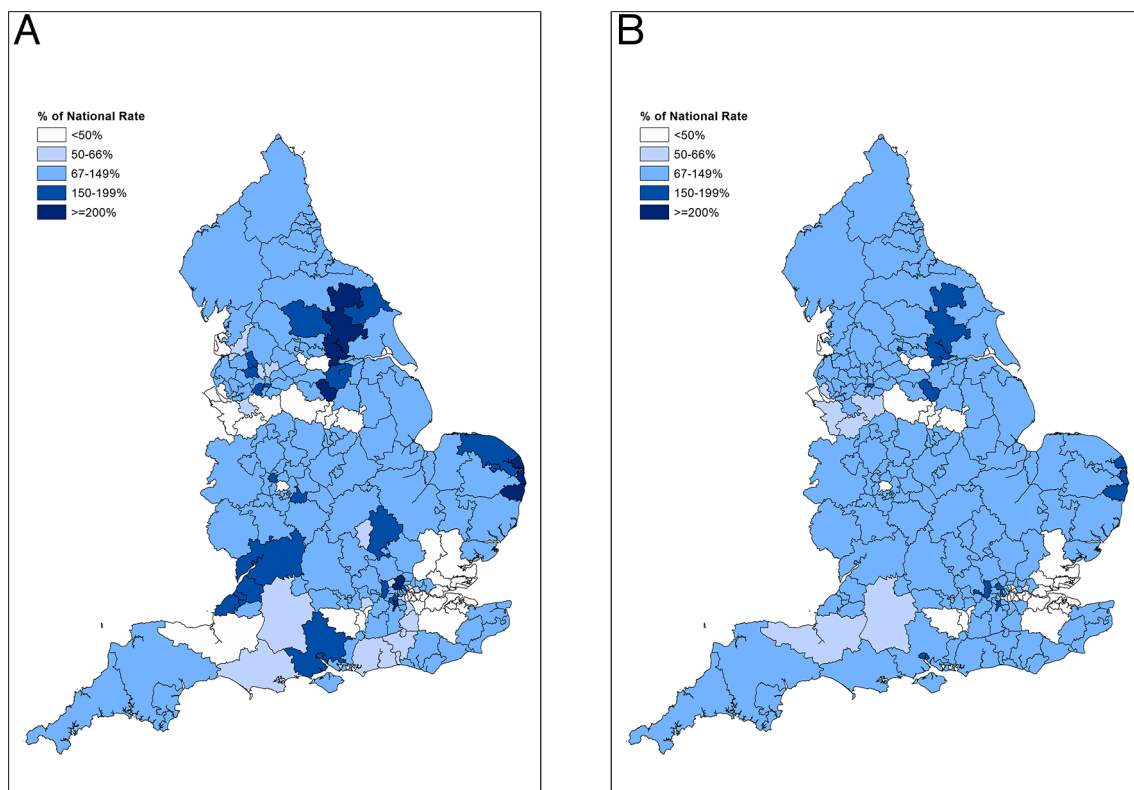 A
% of National Rate
<50%
50-66%
67-149%
150-199%
>=200%
B
% of National Rate
<50%
50-66%
67-149%
150-199%
>=200%